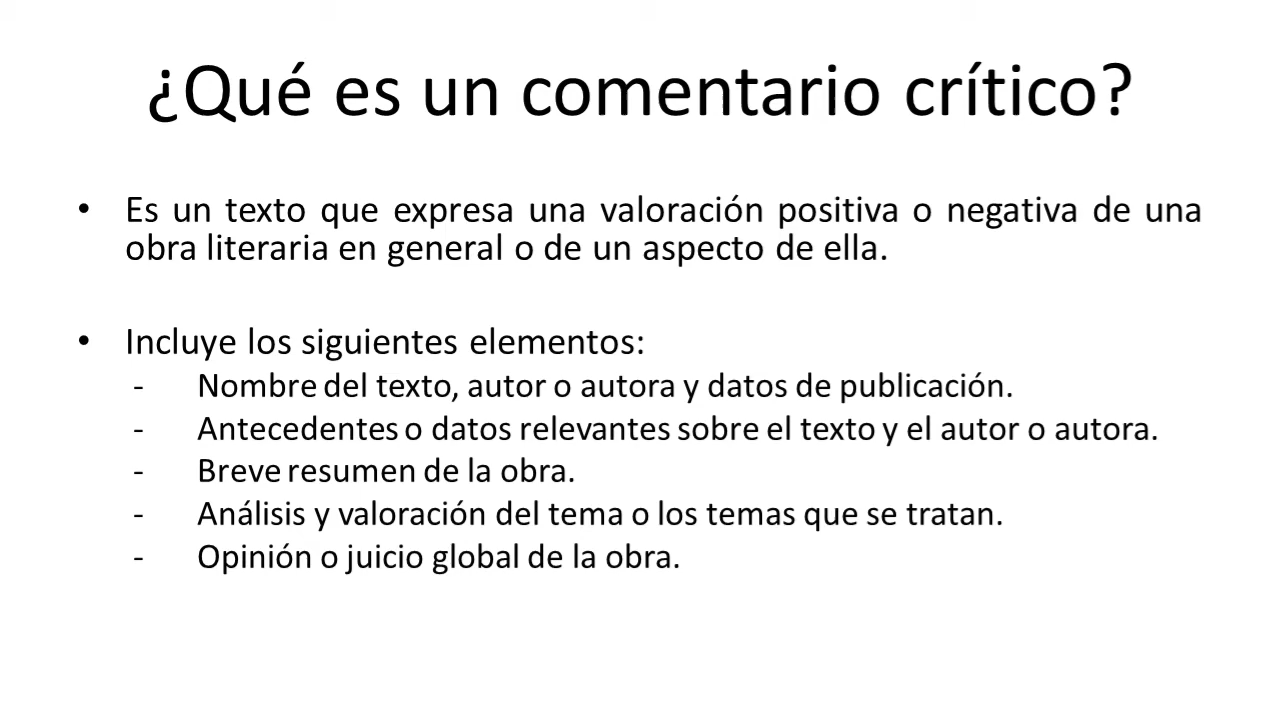 ¿Qué es un comentario crítico?
• Es un texto que expresa una valoración positiva o negativa de una
obra literaria en general o de un aspecto de ella.
• Incluye los siguientes elementos:
- Nombre del texto, autor o autora y datos de publicación.
- Antecedentes o datos relevantes sobre el texto y el autor o autora.
- Breve resumen de la obra.
- Análisis y valoración del tema o los temas que se tratan.
- Opinión o juicio global de la obra.